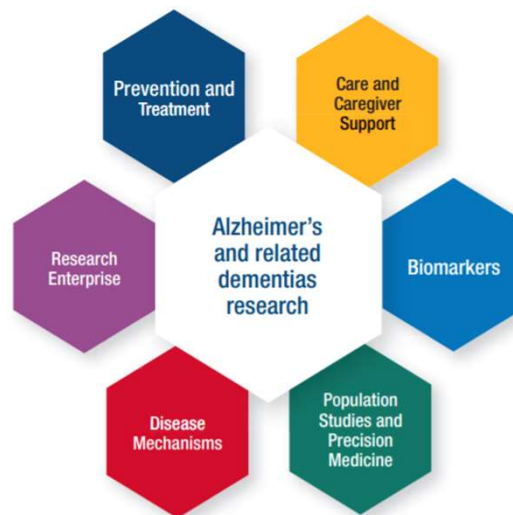 Prevention and
Treatment
Care and
Caregiver
Support
Research
Enterprise
Alzheimer's
and related
dementias
research
Biomarkers
Disease
Mechanisms
Population
Studies and
Precision
Medicine